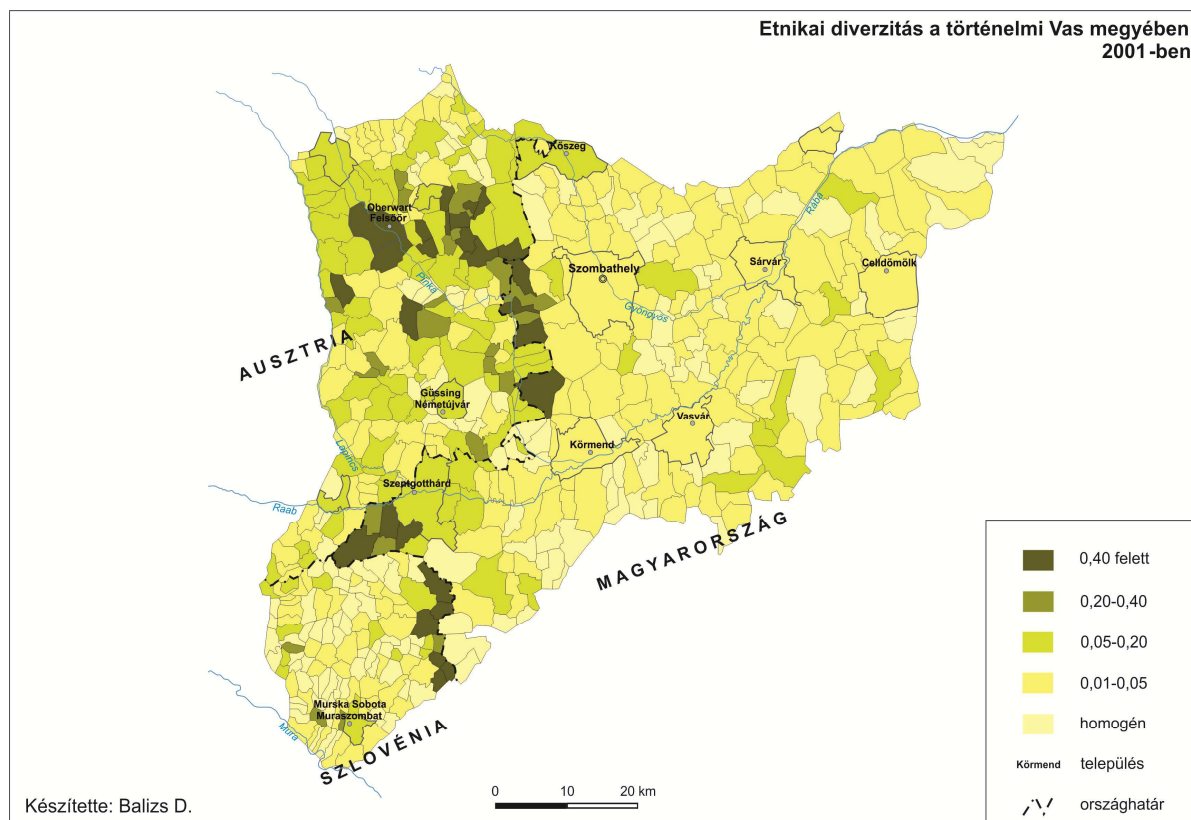 Etnikai diverzitás a történelmi Vas megyében
2001-ben
Kőszeg
Oberwart
Felsőőr
Rába
Pinka
Szombathely
Sárvár
Celldömölk
Gyöngyös
AUSZTRIA
Güssing
Németújvár
Vasvár
Körmend
Lapincs
Szentgotthárd
Raab
MAGYARORSZÁG
Murska Sobota
Muraszombat
Mura
SZLOVÉNIA
0,40 felett
0,20-0,40
0,05-0,20
0,01-0,05
homogén
Körmend település
országhatár
0 10 20 km
Készítette: Balizs D.